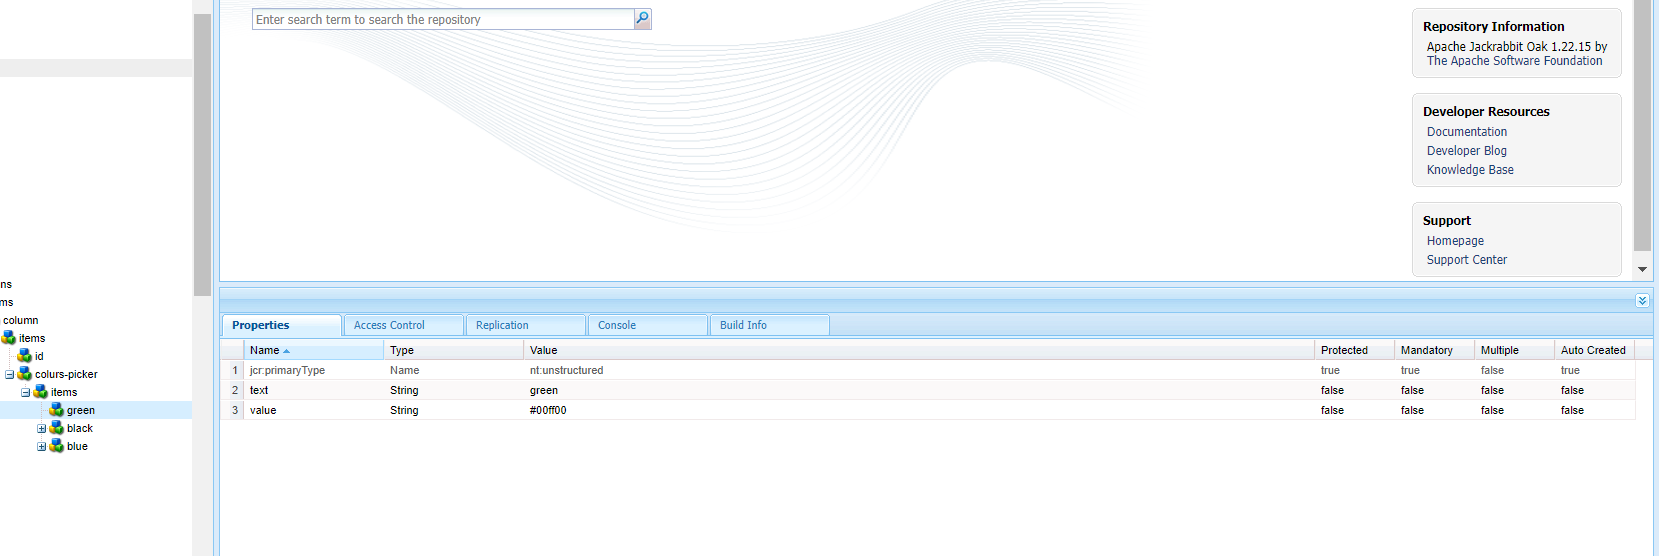 Enter search term to search the repository
Repository Information
Apache Jackrabbit Oak 1.22.15 by
The Apache Software Foundation
Developer Resources
Documentation
Developer Blog
Knowledge Base
Support
Homepage
Support Center
ns
ms
column
items
id
colurs-picker
items
green
black
blue
Properties Access Control Replication Console Build Info
Name Type Value Protected Mandatory Multiple Auto Created
1 jcr:primaryType Name nt:unstructured true true false true
2 text String green false false false false
3 value String #00ff00 false false false false